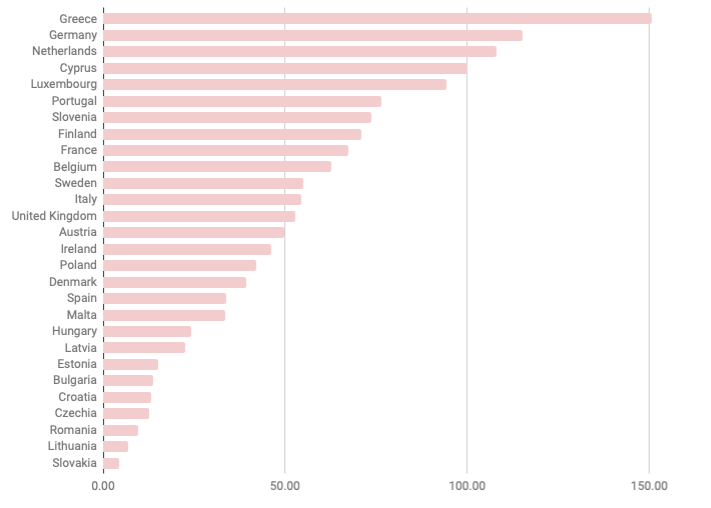 Greece
Germany
Netherlands
Cyprus
Luxembourg
Portugal
Slovenia
Finland
France
Belgium
Sweden
Italy
United Kingdom
Austria
Ireland
Poland
Denmark
Spain
Malta
Hungary
Latvia
Estonia
Bulgaria
Croatia
Czechia
Romania
Lithuania
Slovakia
0.00 50.00 100.00 150.00